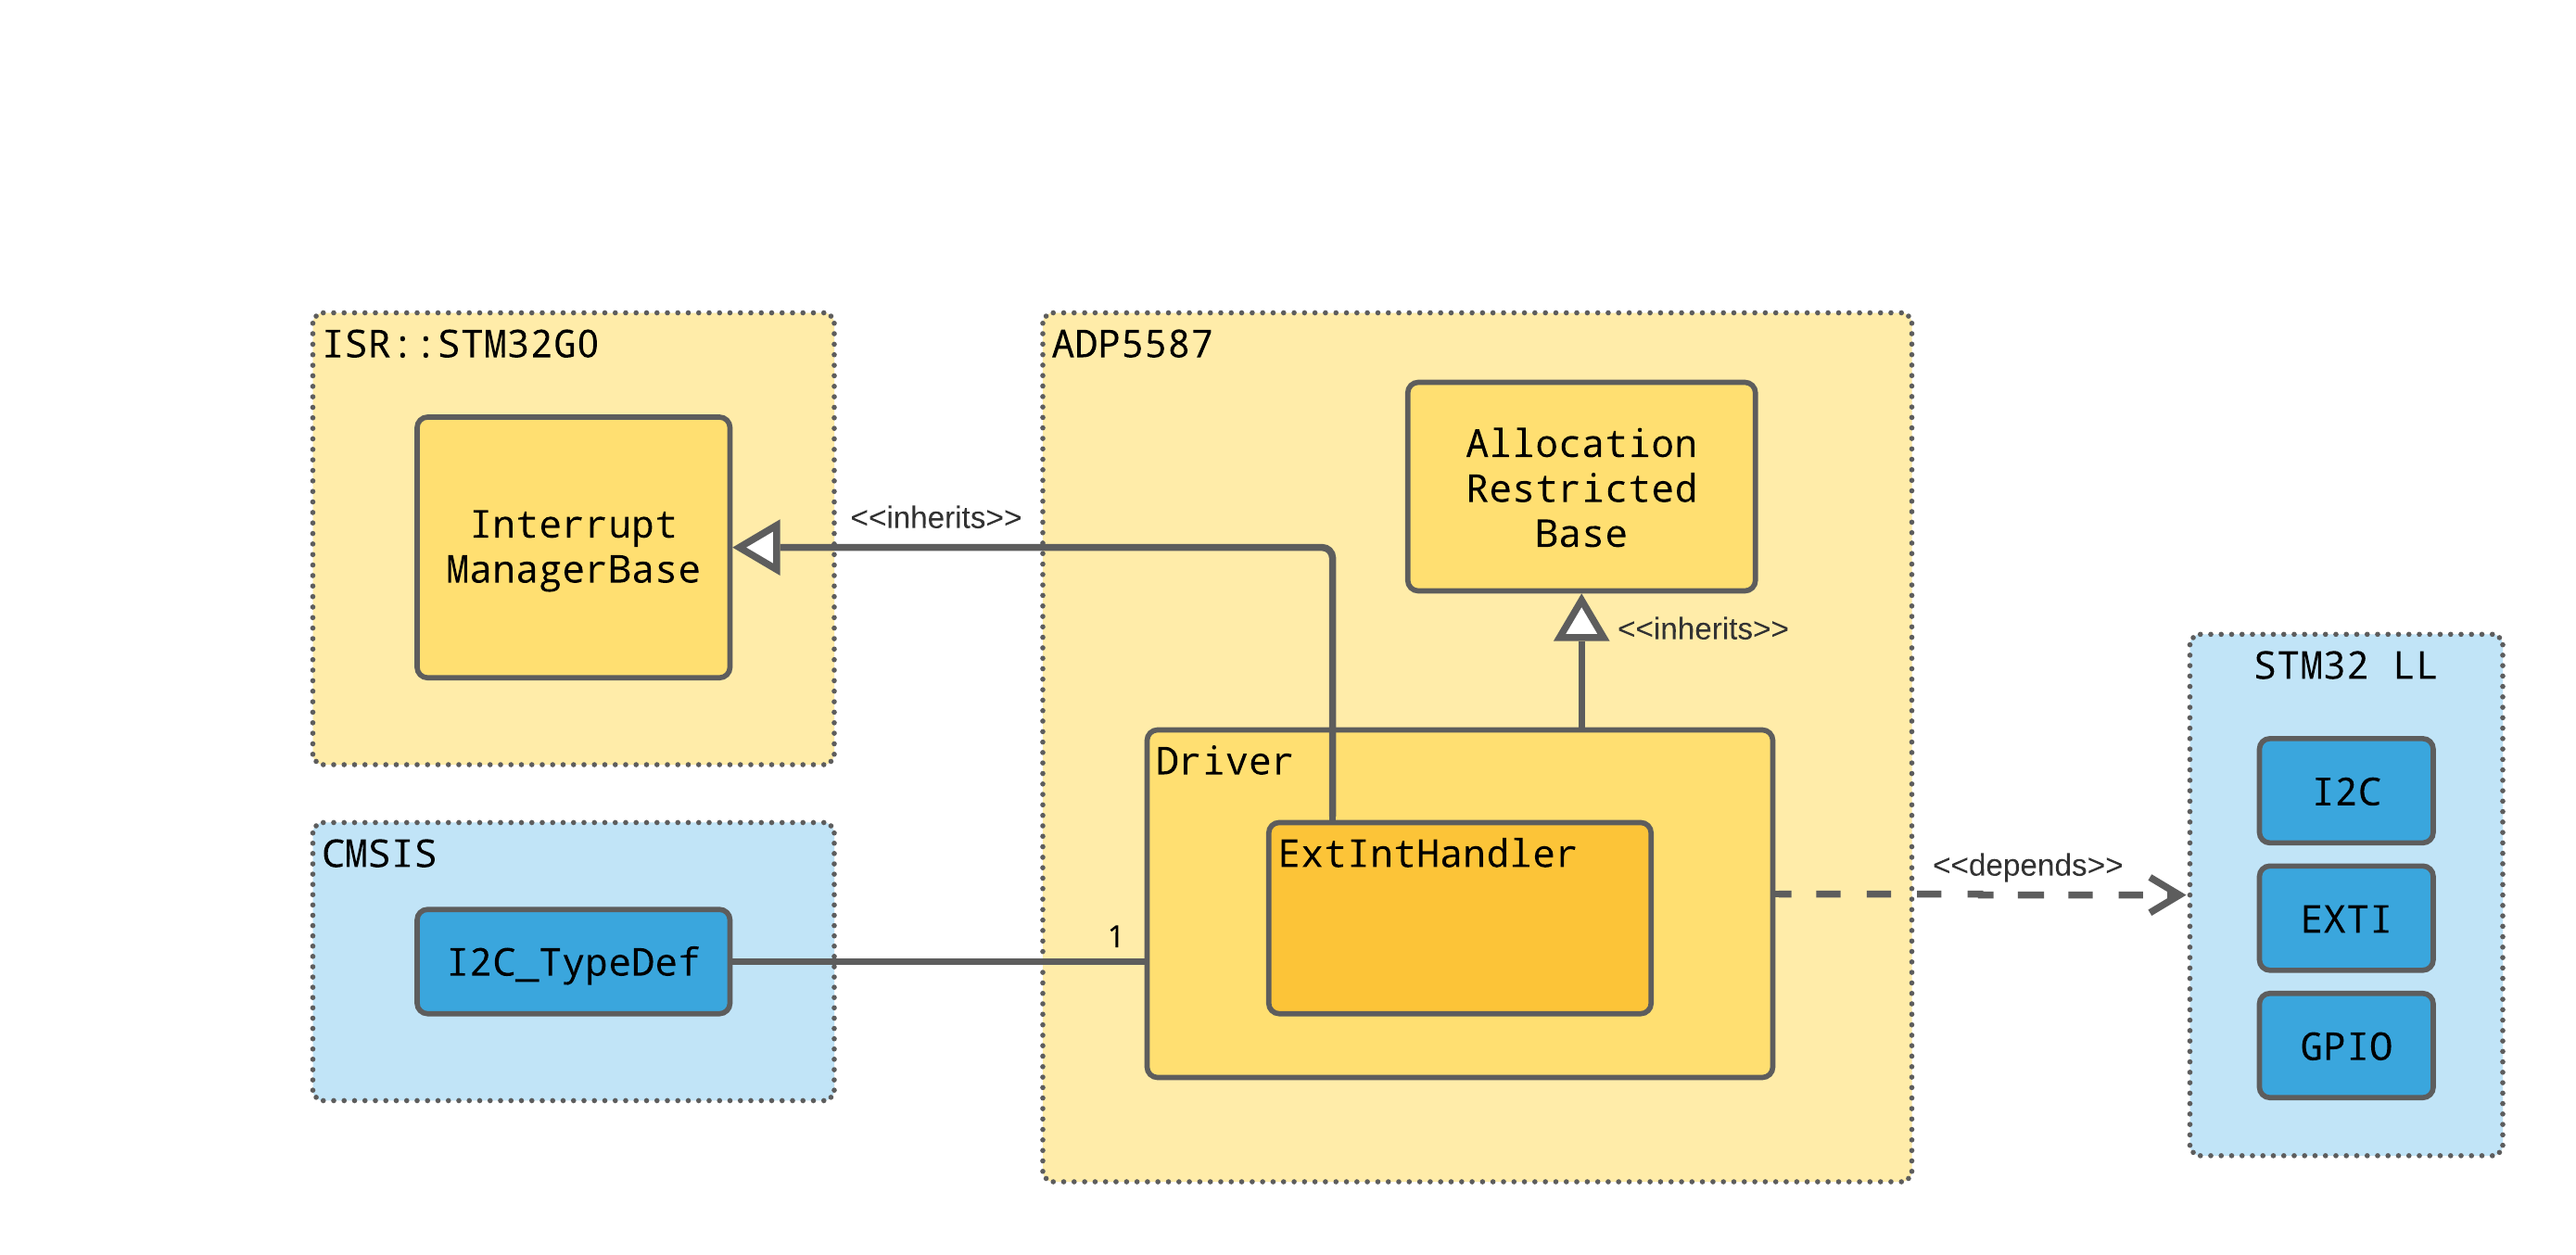 ISR::STM32G0
Interrupt
ManagerBase
<<inherits>>
ADP5587
Allocation
Restricted
Base
<<inherits>>
Driver
ExtIntHandler
CMSIS
I2C_TypeDef
1
<<depends>>
STM32 LL
I2C
EXTI
GPIO